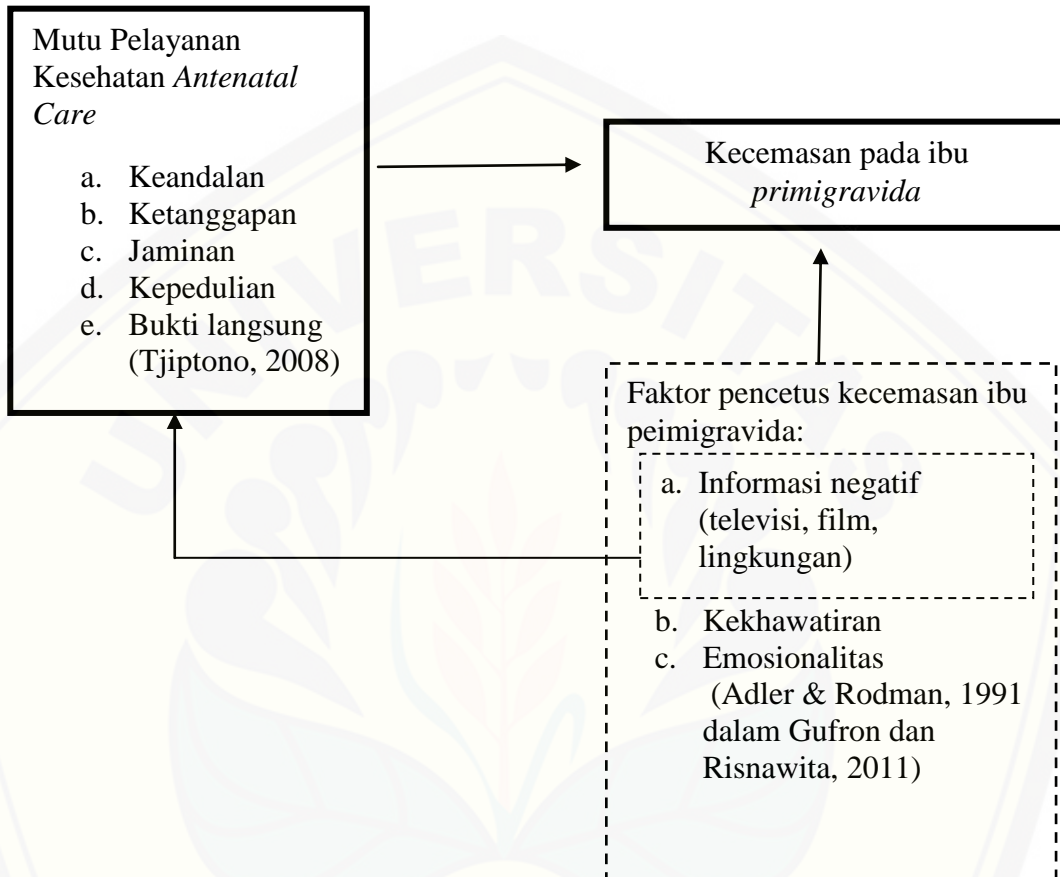 Mutu Pelayanan
Kesehatan Antenatal
Care
a. Keandalan
b. Ketanggapan
c. Jaminan
d. Kepedulian
e. Bukti langsung
(Tjiptono, 2008)
Kecemasan pada ibu
primigravida
Faktor pencetus kecemasan ibu
peimigravida:
a. Informasi negatif
(televisi, film,
lingkungan)
b. Kekhawatiran
c. Emosionalitas
(Adler & Rodman, 1991
dalam Gufron dan
Risnawita, 2011)
UNIVERSITAS